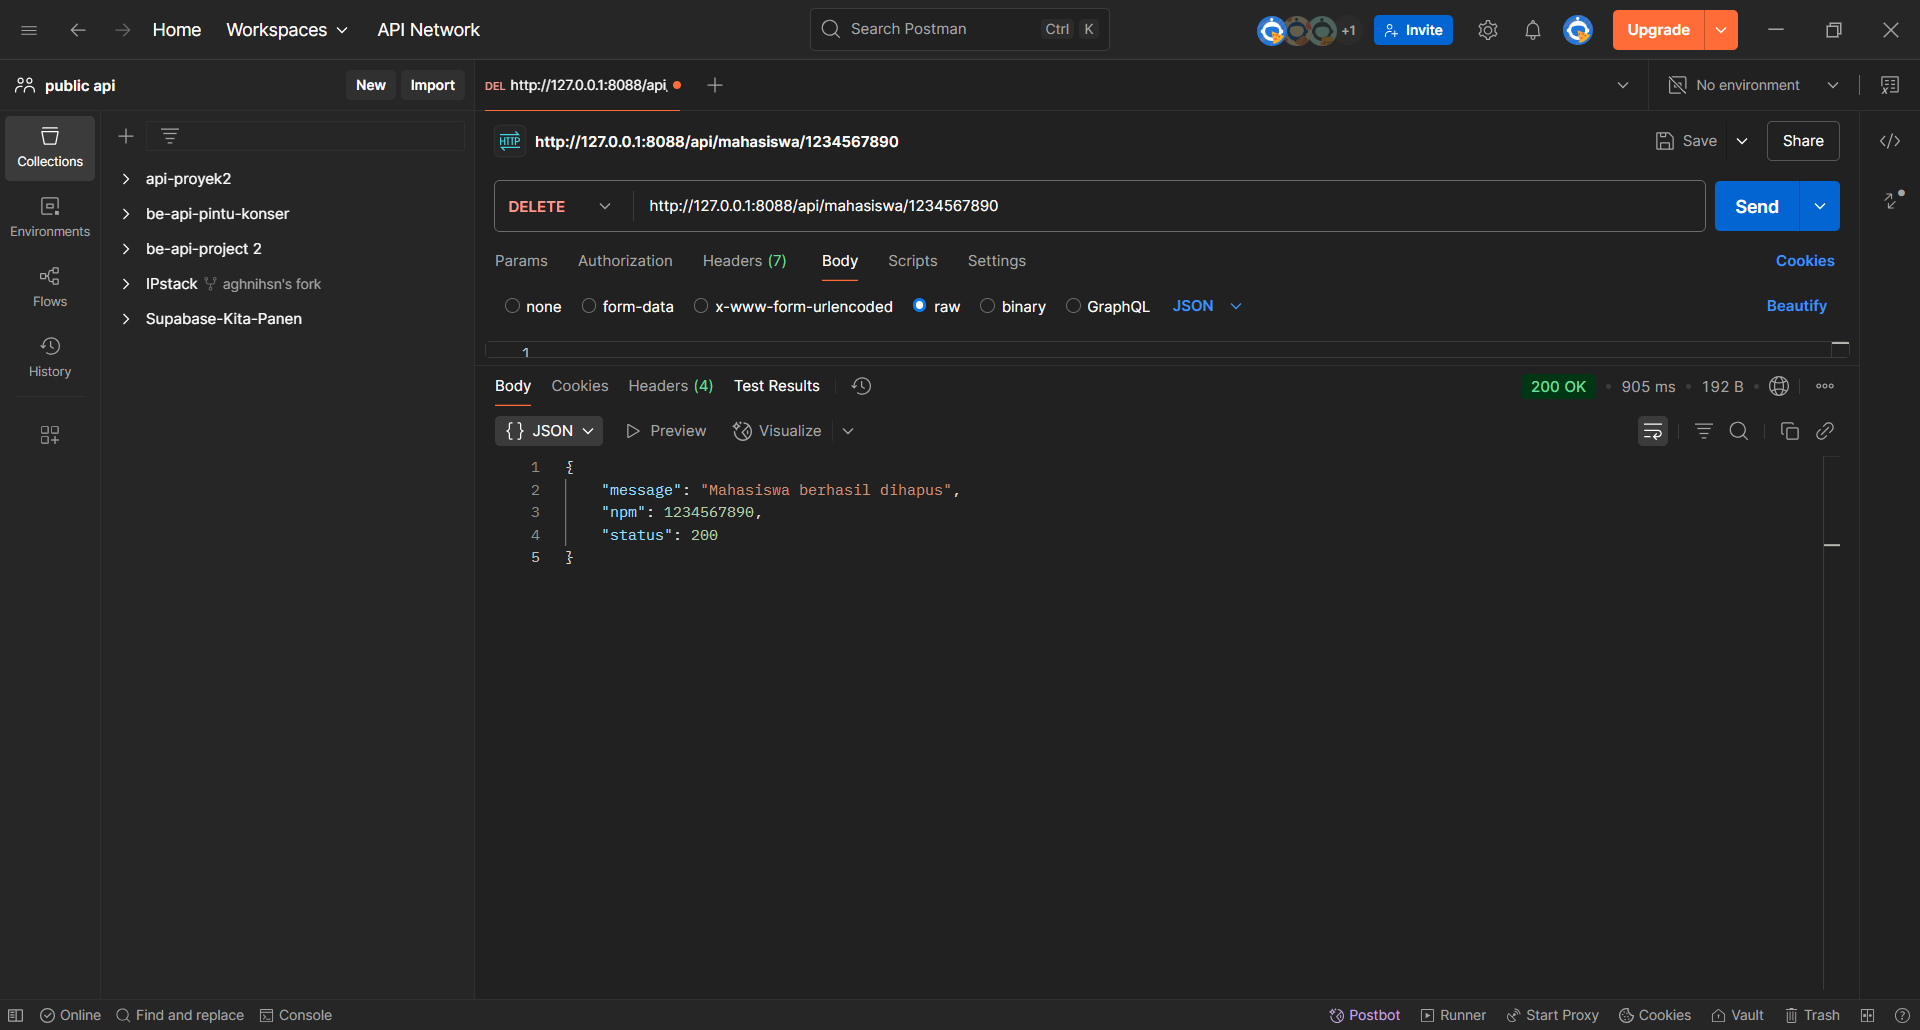 Home Workspaces API Network Search Postman Ctrl K +1 Invite Upgrade
public api New Import DEL http://127.0.0.1:8088/api, No environment
Collections
Environments
Flows
History
api-proyek2
be-api-pintu-konser
be-api-project 2
IPstack aghnihsn's fork
Supabase-Kita-Panen
HTTP http://127.0.0.1:8088/api/mahasiswa/1234567890 Save Share
DELETE http://127.0.0.1:8088/api/mahasiswa/1234567890 Send
Params Authorization Headers (7) Body Scripts Settings Cookies
none form-data x-www-form-urlencoded raw binary GraphQL JSON Beautify
1
Body Cookies Headers (4) Test Results 200 OK • 905 ms • 192 B •
{} JSON Preview Visualize
1 {
2 "message": "Mahasiswa berhasil dihapus",
3 "npm": 1234567890,
4 "status": 200
5 }
Online Find and replace Console Postbot Runner Start Proxy Cookies Vault Trash